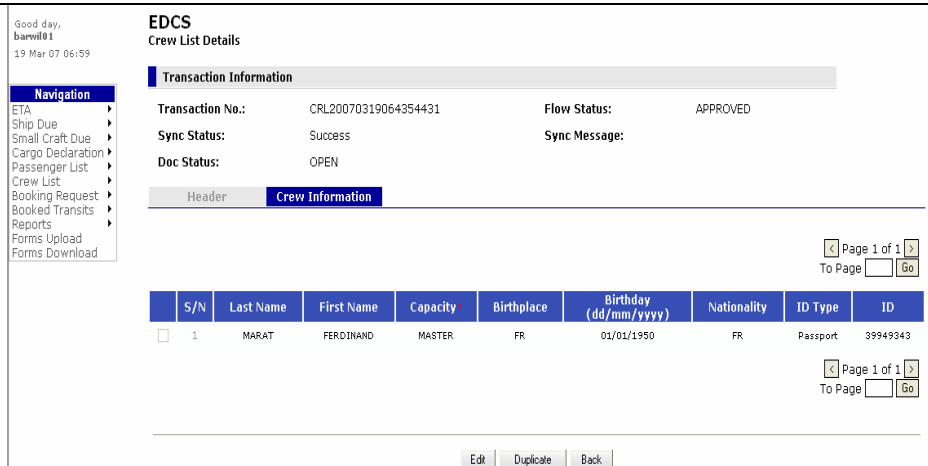 Good day,
barwil01
19 Mar 07 06:59
EDCS
Crew List Details
Navigation
ETA
Ship Due
Small Craft Due
Cargo Declaration
Passenger List
Crew List
Booking Request
Booked Transits
Reports
Forms Upload
Forms Download
Transaction Information
Transaction No.: CRL20070319064354431 Flow Status: APPROVED
Sync Status: Success Sync Message:
Doc Status: OPEN
Header Crew Information
< Page 1 of 1 >
To Page Go
S/N Last Name First Name Capacity Birthplace Birthday (dd/mm/yyyy) Nationality ID Type ID
1 MARAT FERDINAND MASTER FR 01/01/1950 FR Passport 39949343
< Page 1 of 1 >
To Page Go
Edit Duplicate Back